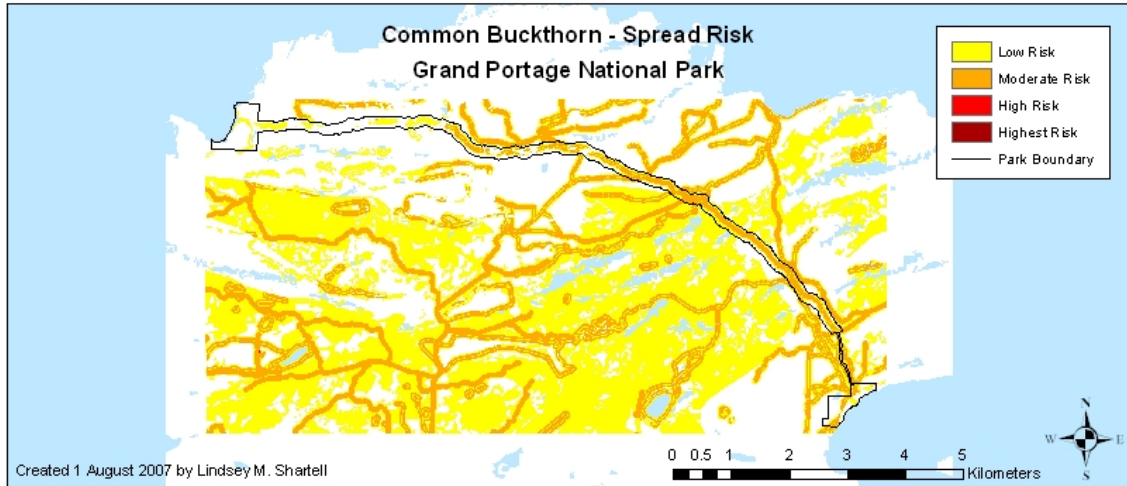 Common Buckthorn - Spread Risk
Grand Portage National Park
Low Risk
Moderate Risk
High Risk
Highest Risk
Park Boundary
N
W E
S
0 0.5 1 2 3 4 5
Kilometers
Created 1 August 2007 by Lindsey M. Shartell